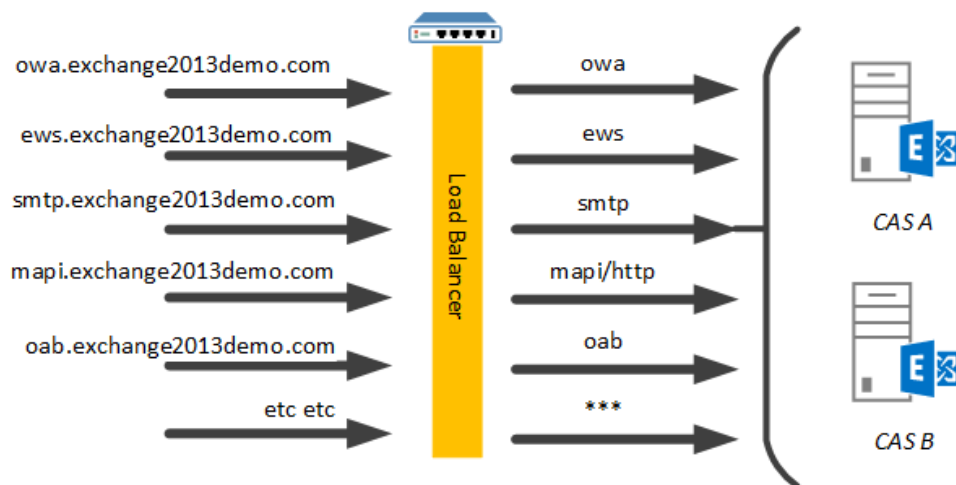 owa.exchange2013demo.com
owa
ews.exchange2013demo.com
ews
smtp.exchange2013demo.com
smtp
mapi.exchange2013demo.com
mapi/http
oab.exchange2013demo.com
oab
etc etc
***
Load Balancer
E
CAS A
E
CAS B